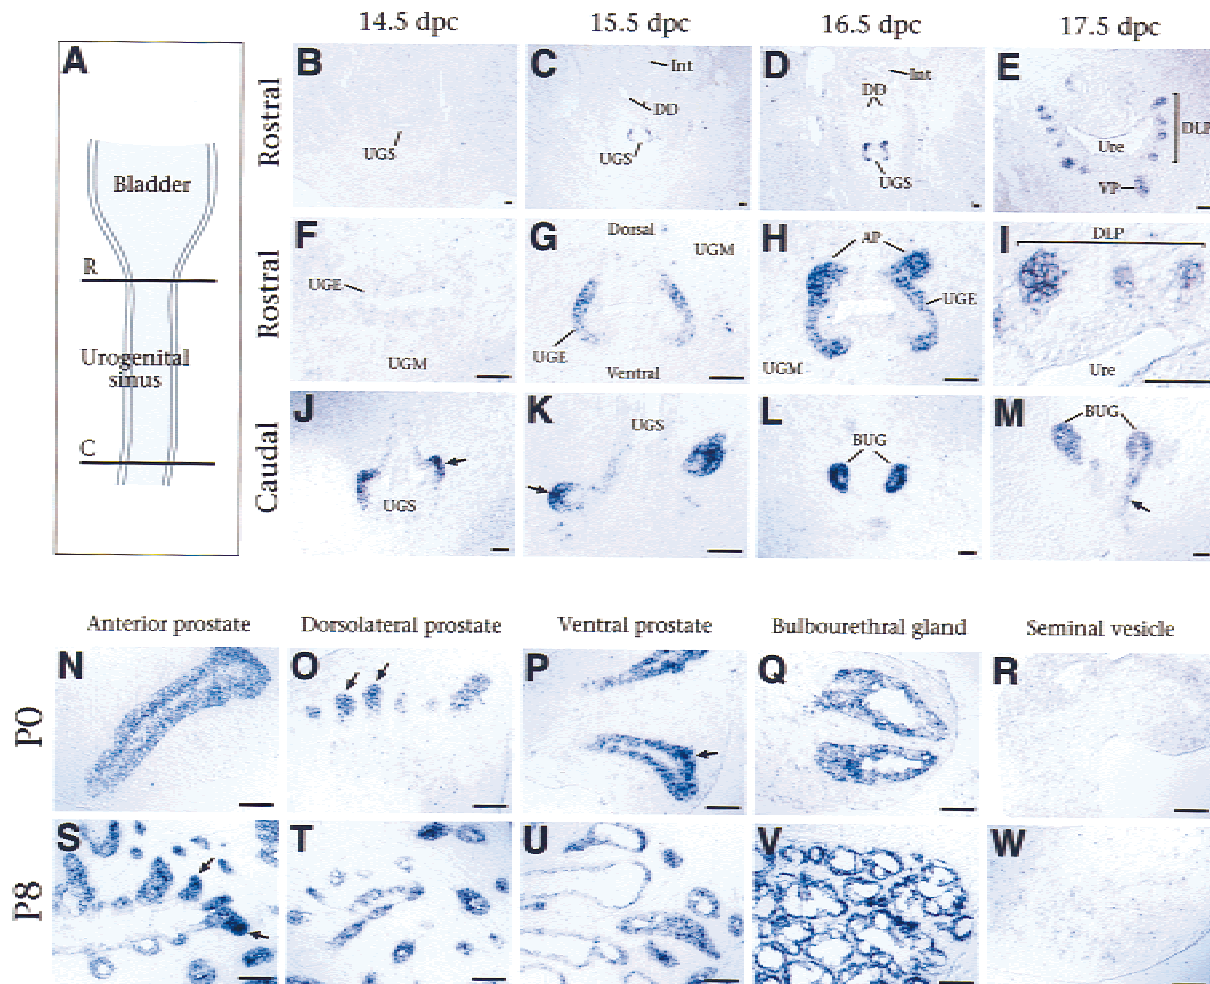 14.5 dpc 15.5 dpc 16.5 dpc 17.5 dpc
A
Bladder
R
Urogenital
sinus
C
Rostral
B
UGS
C
Int
DD
UGS
D
Int
DD
UGS
E
DLP
Ure
VP
Rostral
F
UGE
UGM
G
Dorsal
UGM
UGE
Ventral
H
AP
UGE
UGM
I
DLP
Ure
Caudal
J
UGS
K
UGS
L
BUG
M
BUG
Anterior prostate Dorsolateral prostate Ventral prostate Bulbourethral gland Seminal vesicle
P0
N O P Q R
P8
S T U V W